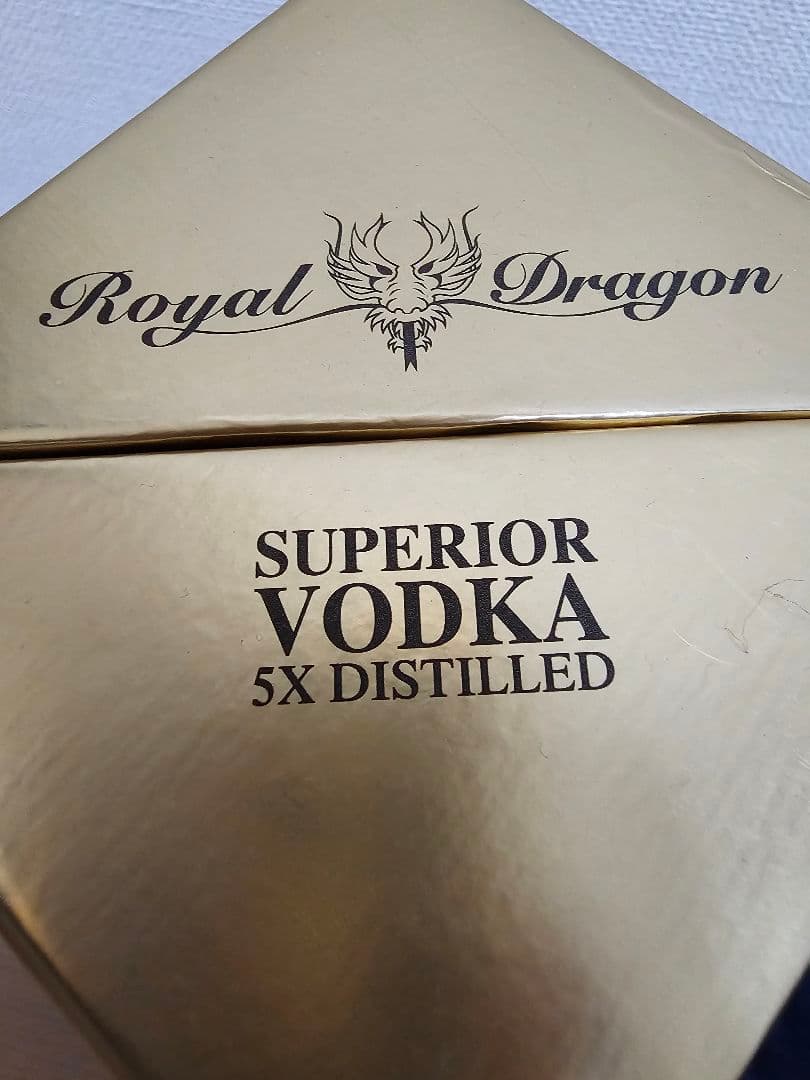 Royal Dragon
SUPERIOR
VODKA
5X DISTILLED